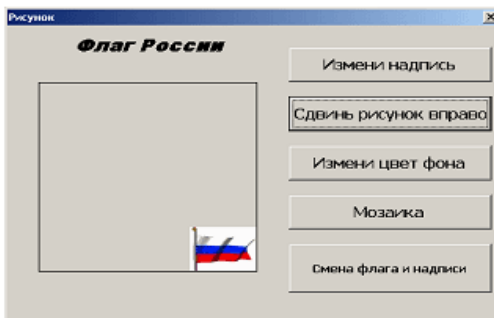 Рисунок
Флаг России
Измени надпись
Сдвинь рисунок вправо
Измени цвет фона
Мозаика
Смена флага и надписи